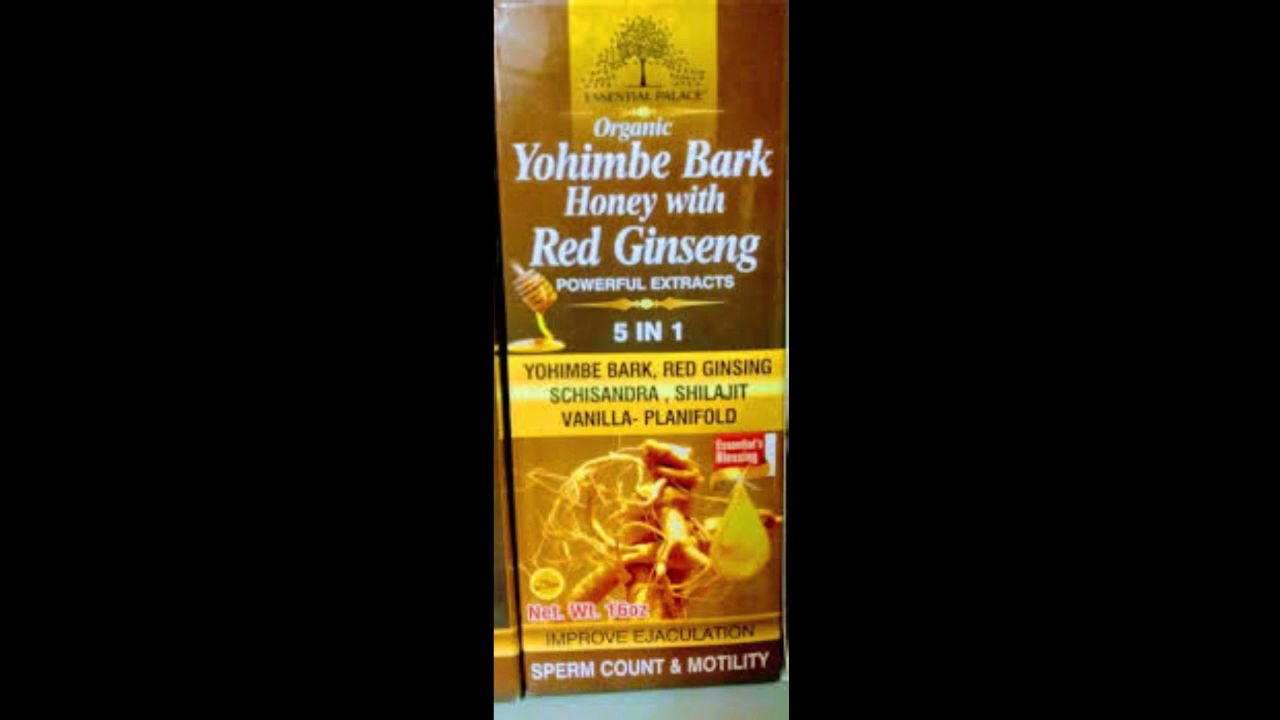 ESSENTIAL PALACE
Organic
Yohimbe Bark
Honey with
Red Ginseng
POWERFUL EXTRACTS
5 IN 1
YOHIMBE BARK, RED GINSING
SCHISANDRA , SHILAJIT
VANILLA- PLANIFOLD
Essential's
Blessing
Net. Wt. 16oz
IMPROVE EJACULATION
SPERM COUNT & MOTILITY